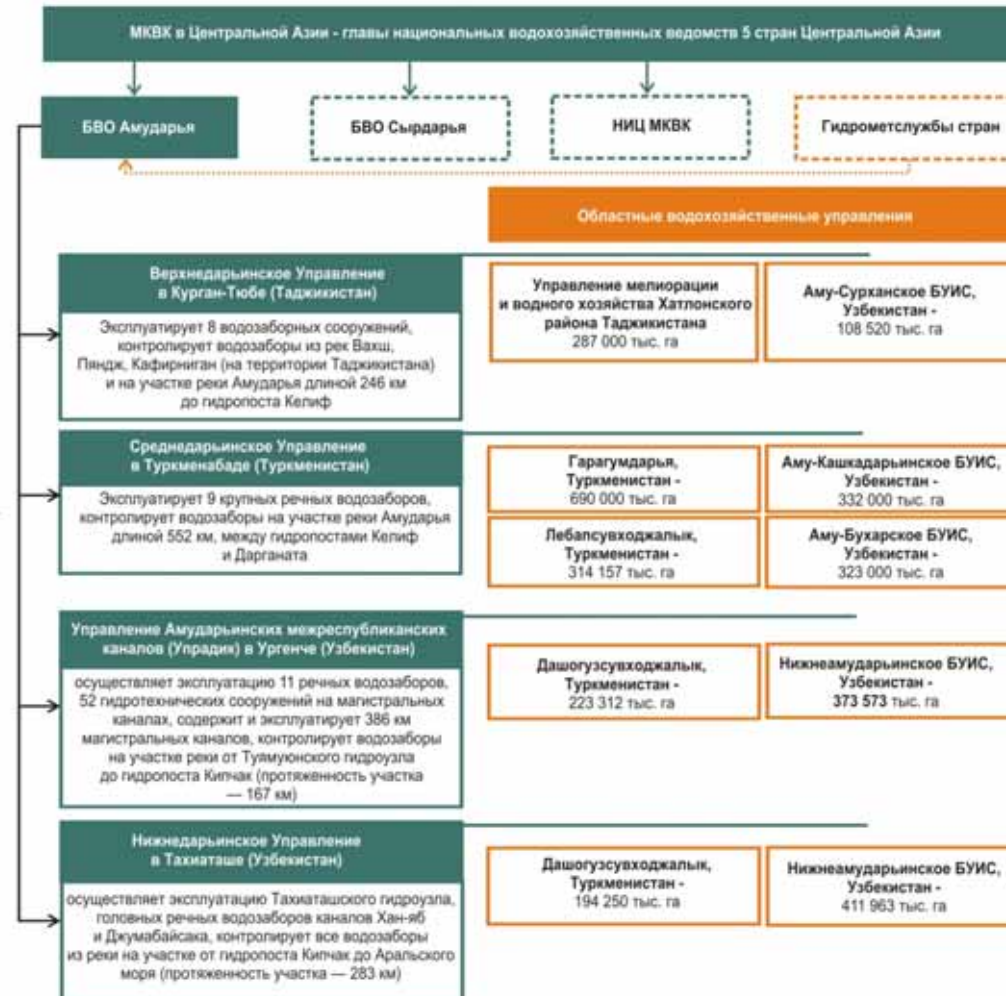 МКВК в Центральной Азии - главы национальных водохозяйственных ведомств 5 стран Центральной Азии
БВО Амударья
БВО Сырдарья
НИЦ МКВК
Гидрометслужбы стран
Областные водохозяйственные управления
Верхнедарьинское Управление
в Курган-Тюбе (Таджикистан)
Эксплуатирует 8 водозаборных сооружений,
контролирует водозаборы из рек Вахш,
Пяндж, Кафирниган (на территории Таджикистана)
и на участке реки Амударья длиной 246 км
до гидропоста Келиф
Управление мелиорации
и водного хозяйства Хатлонского
района Таджикистана
287 000 тыс. га
Аму-Сурханское БУИС,
Узбекистан -
108 520 тыс. га
Среднедарьинское Управление
в Туркменабаде (Туркменистан)
Эксплуатирует 9 крупных речных водозаборов,
контролирует водозаборы на участке реки Амударья
длиной 552 км, между гидропостами Келиф
и Дарганата
Гарагумдарья,
Туркменистан -
690 000 тыс. га
Аму-Кашкадарьинское БУИС,
Узбекистан -
332 000 тыс. га
Лебапсувходжалык,
Туркменистан -
314 157 тыс. га
Аму-Бухарское БУИС,
Узбекистан -
323 000 тыс. га
Управление Амударьинских межреспубликанских
каналов (Упрадик) в Ургенче (Узбекистан)
осуществляет эксплуатацию 11 речных водозаборов,
52 гидротехнических сооружений на магистральных
каналах, содержит и эксплуатирует 386 км
магистральных каналов, контролирует водозаборы
на участке реки от Туямуюнского гидроузла
до гидропоста Кипчак (протяженность участка
— 167 км)
Дашогузсувходжалык,
Туркменистан -
223 312 тыс. га
Нижнеамударьинское БУИС,
Узбекистан -
373 573 тыс. га
Нижнедарьинское Управление
в Тахиаташе (Узбекистан)
осуществляет эксплуатацию Тахиаташского гидроузла,
головных речных водозаборов каналов Хан-яб
и Джумабайсака, контролирует все водозаборы
из реки на участке от гидропоста Кипчак до Аральского
моря (протяженность участка — 283 км)
Дашогузсувходжалык,
Туркменистан -
194 250 тыс. га
Нижнеамударьинское БУИС,
Узбекистан -
411 963 тыс. га